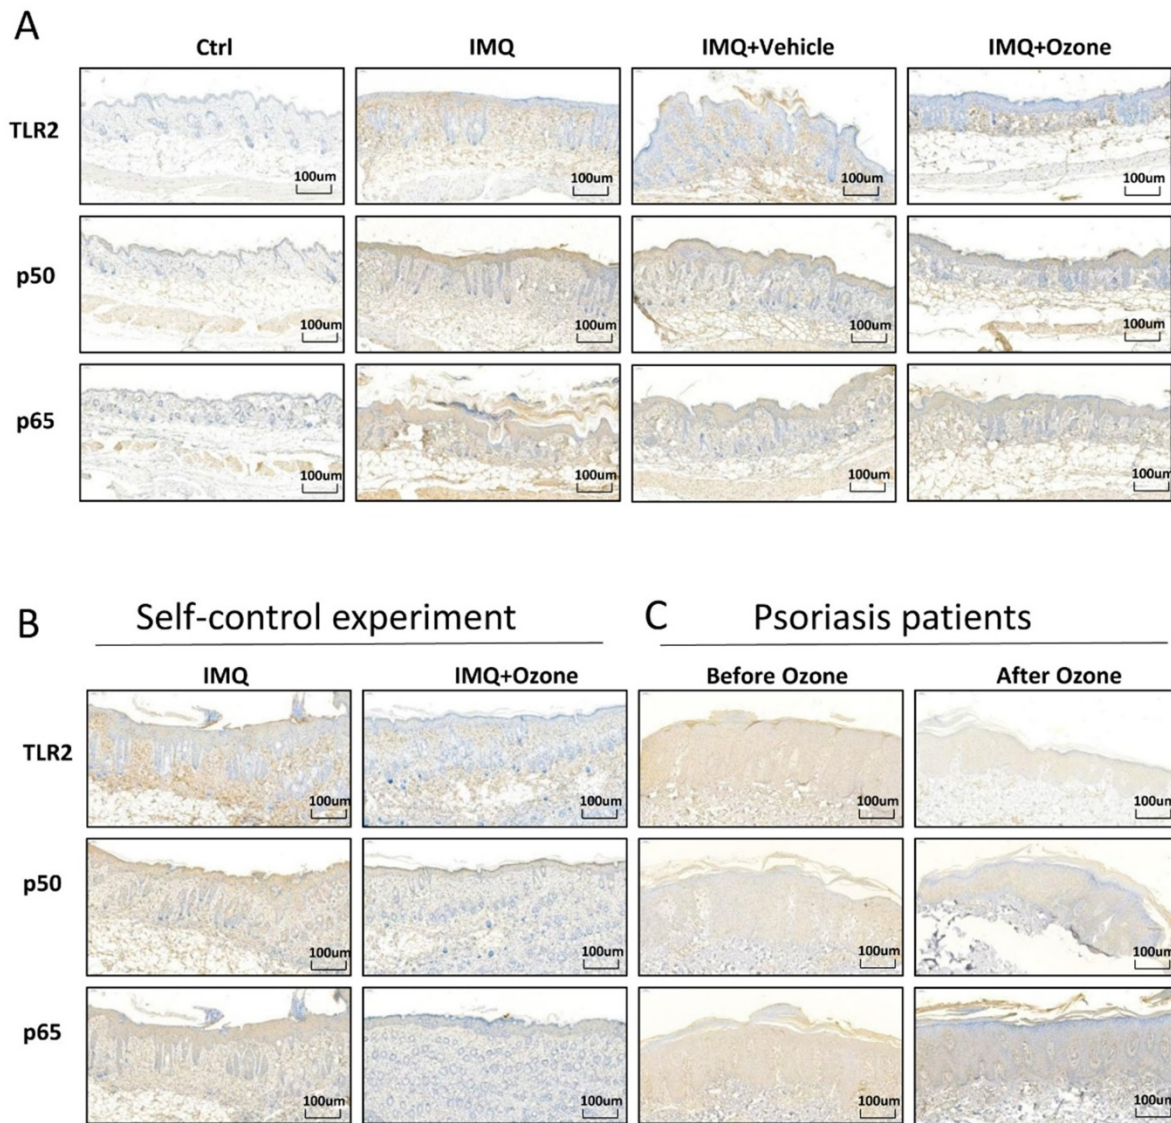 A
Ctrl IMQ IMQ+Vehicle IMQ+Ozone
TLR2 100um 100um 100um 100um
p50 100um 100um 100um 100um
p65 100um 100um 100um 100um
B Self-control experiment C Psoriasis patients
IMQ IMQ+Ozone Before Ozone After Ozone
TLR2 100um 100um 100um 100um
p50 100um 100um 100um 100um
p65 100um 100um 100um 100um